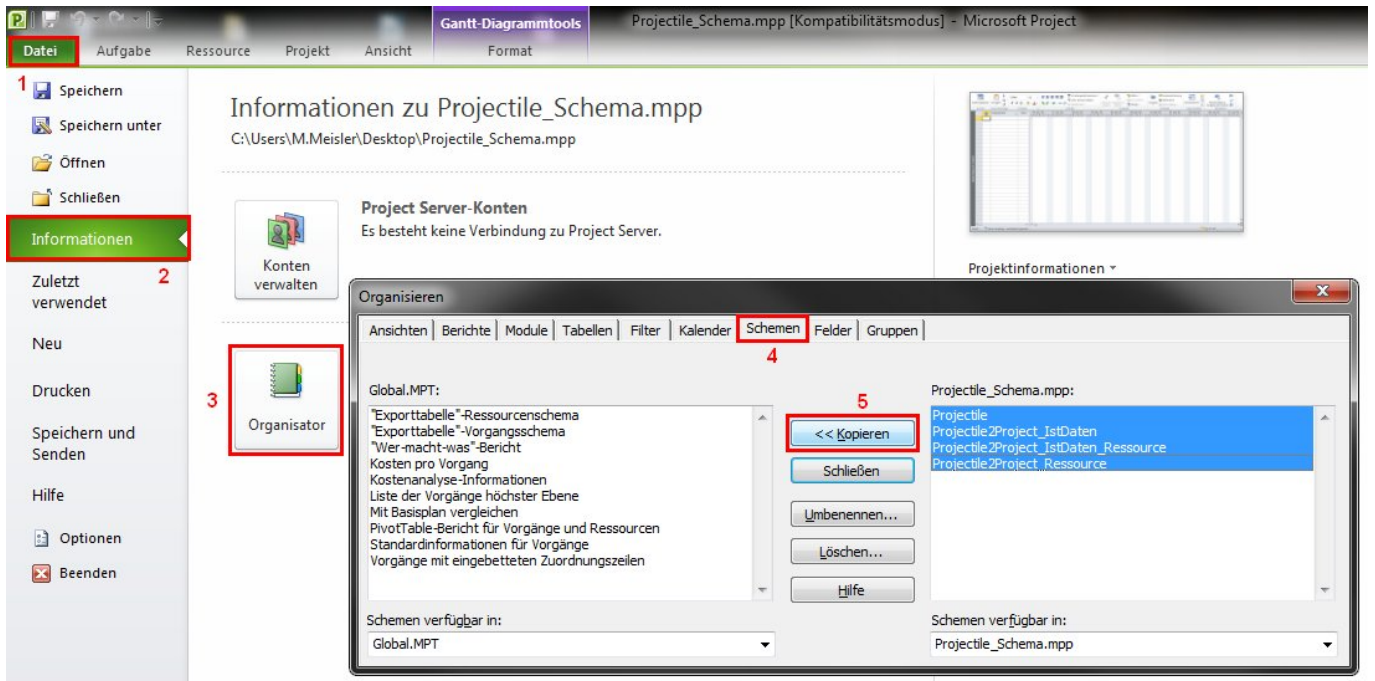 Gantt-Diagrammtools
Projectile_Schema.mpp [Kompatibilitätsmodus] - Microsoft Project
Datei Aufgabe Ressource Projekt Ansicht Format
1 Speichern
Speichern unter
Öffnen
Schließen
Informationen
2
Zuletzt
verwendet
Neu
Drucken
Speichern und
Senden
Hilfe
Optionen
Beenden
Informationen zu Projectile_Schema.mpp
C:\Users\M.Meisler\Desktop\Projectile_Schema.mpp
Project Server-Konten
Es besteht keine Verbindung zu Project Server.
Konten
verwalten
3
Organisator
Projektinformationen
Organisieren
Ansichten Berichte Module Tabellen Filter Kalender Schemen Felder Gruppen
4
Global.MPT:
"Exporttabelle"-Ressourcenschema
"Exporttabelle"-Vorgangsschema
"Wer-macht-was"-Bericht
Kosten pro Vorgang
Kostenanalyse-Informationen
Liste der Vorgänge höchster Ebene
Mit Basisplan vergleichen
PivotTable-Bericht für Vorgänge und Ressourcen
Standardinformationen für Vorgänge
Vorgänge mit eingebetteten Zuordnungszeilen
Schemen verfügbar in:
Global.MPT
5
<< Kopieren
Schließen
Umbenennen...
Löschen...
Hilfe
Projectile_Schema.mpp:
Projectile
Projectile2Project_IstDaten
Projectile2Project_IstDaten_Ressource
Projectile2Project_Ressource
Schemen verfügbar in:
Projectile_Schema.mpp